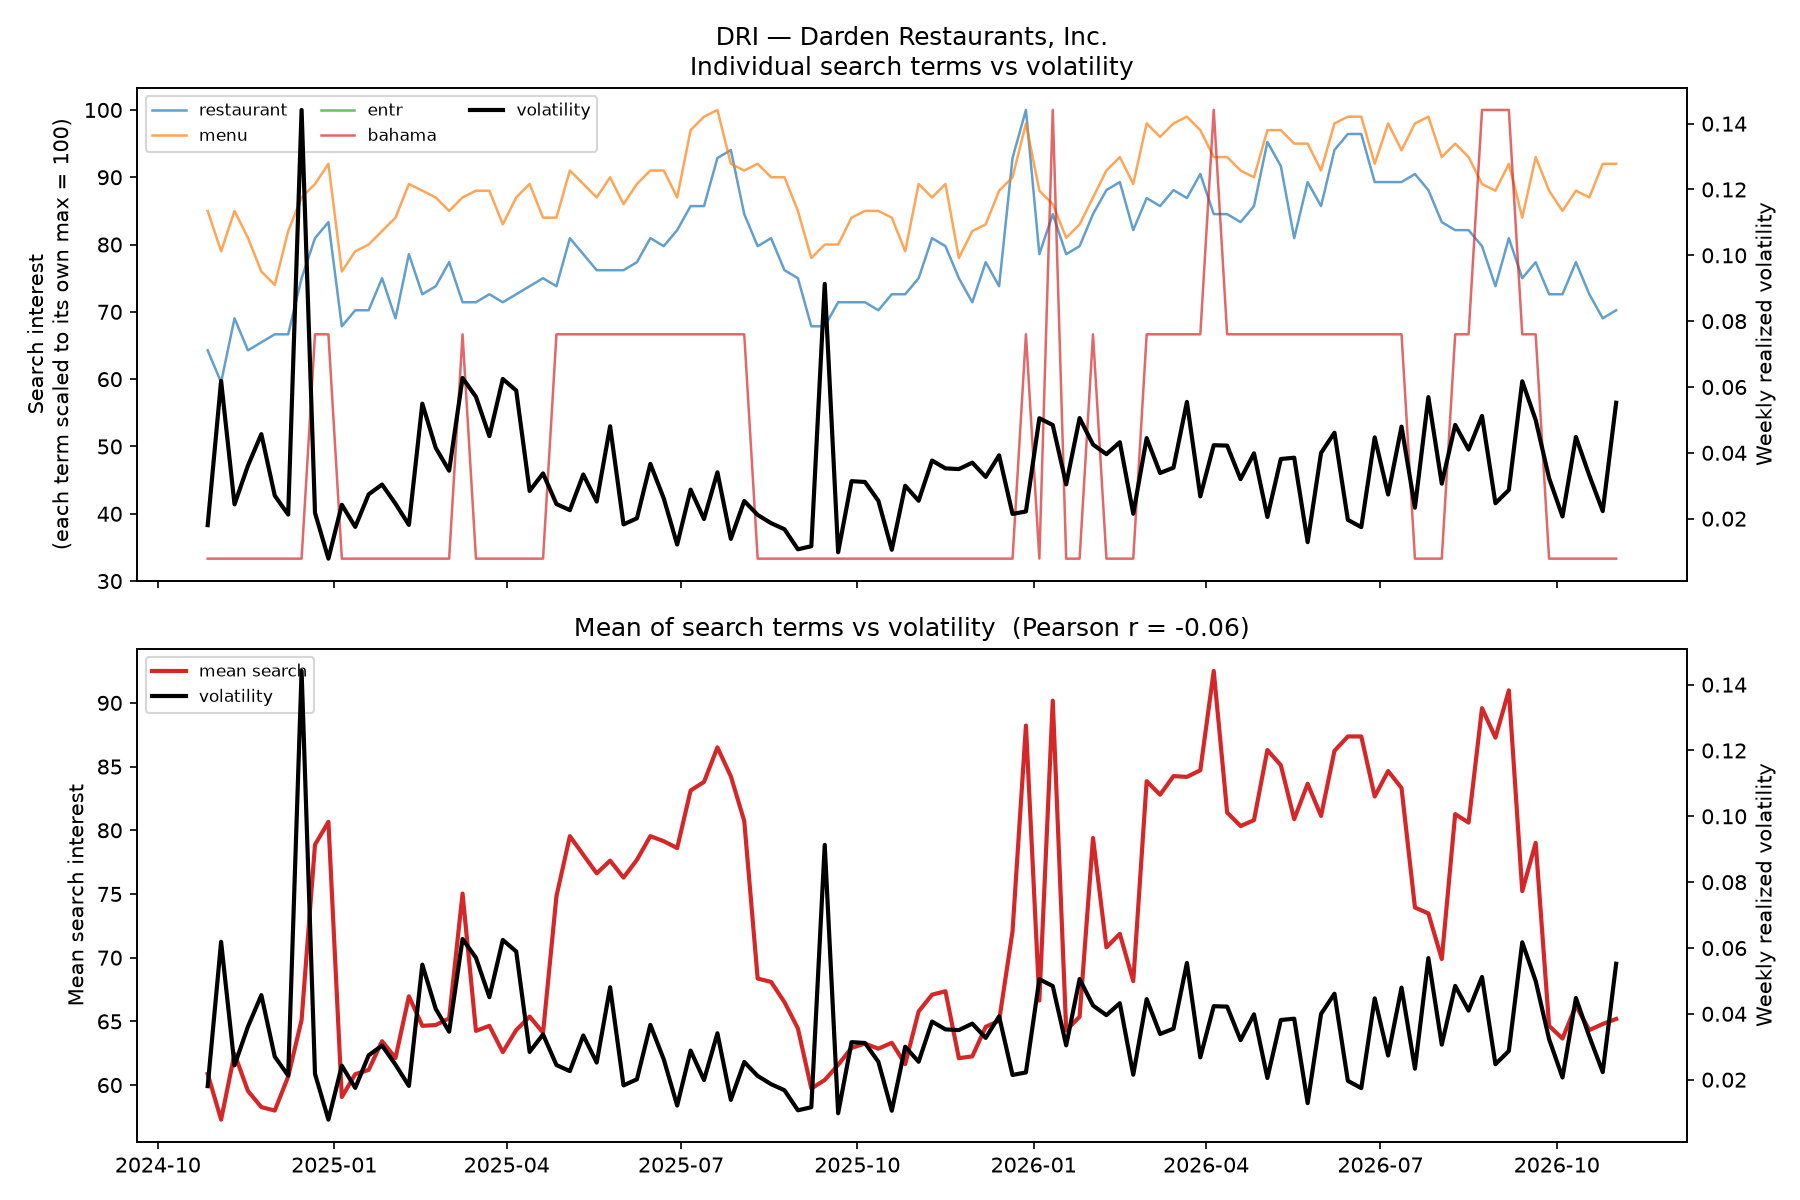 DRI — Darden Restaurants, Inc.
Individual search terms vs volatility
restaurant
menu
entr
bahama
volatility
100
90
80
70
60
50
40
30
Search interest
(each term scaled to its own max = 100)
0.14
0.12
0.10
0.08
0.06
0.04
0.02
Weekly realized volatility
Mean of search terms vs volatility (Pearson r = -0.06)
mean search
volatility
90
85
80
75
70
65
60
Mean search interest
0.14
0.12
0.10
0.08
0.06
0.04
0.02
Weekly realized volatility
2024-10
2025-01
2025-04
2025-07
2025-10
2026-01
2026-04
2026-07
2026-10